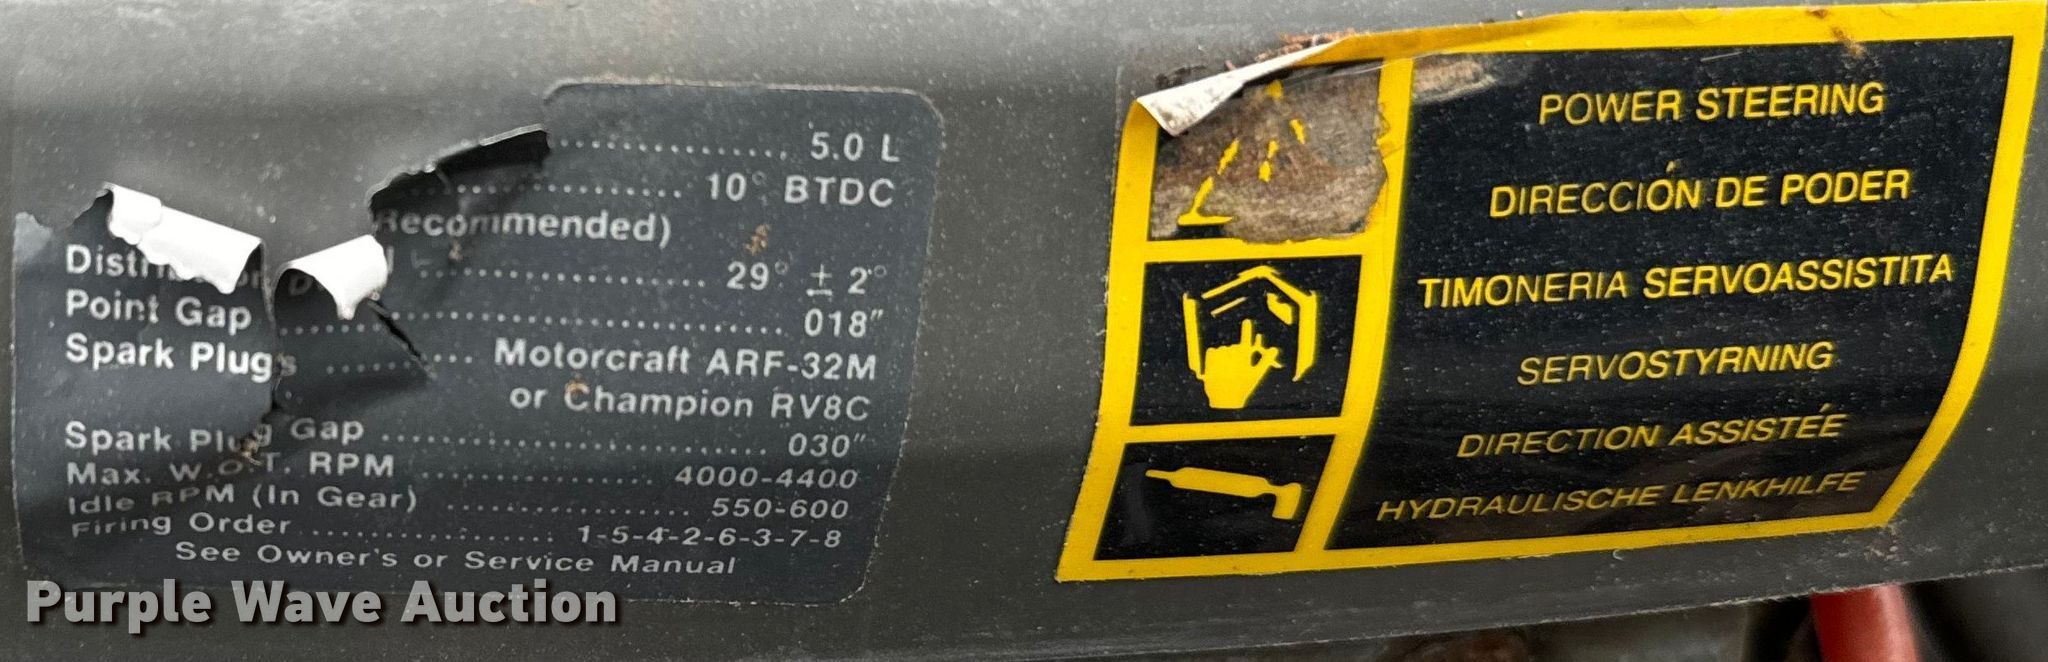 5.0 L
10° BTDC
Recommended)
29° ± 2°
Point Gap 018"
Spark Plugs Motorcraft ARF-32M
or Champion RV8C
Spark Plug Gap 030"
Max. W.O.T. RPM 4000-4400
Idle RPM (In Gear) 550-600
Firing Order 1-5-4-2-6-3-7-8
See Owner's or Service Manual
POWER STEERING
DIRECCIÓN DE PODER
TIMONERIA SERVOASSISTITA
SERVOSTYRNING
DIRECTION ASSISTÉE
HYDRAULISCHE LENKHILFE
Purple Wave Auction